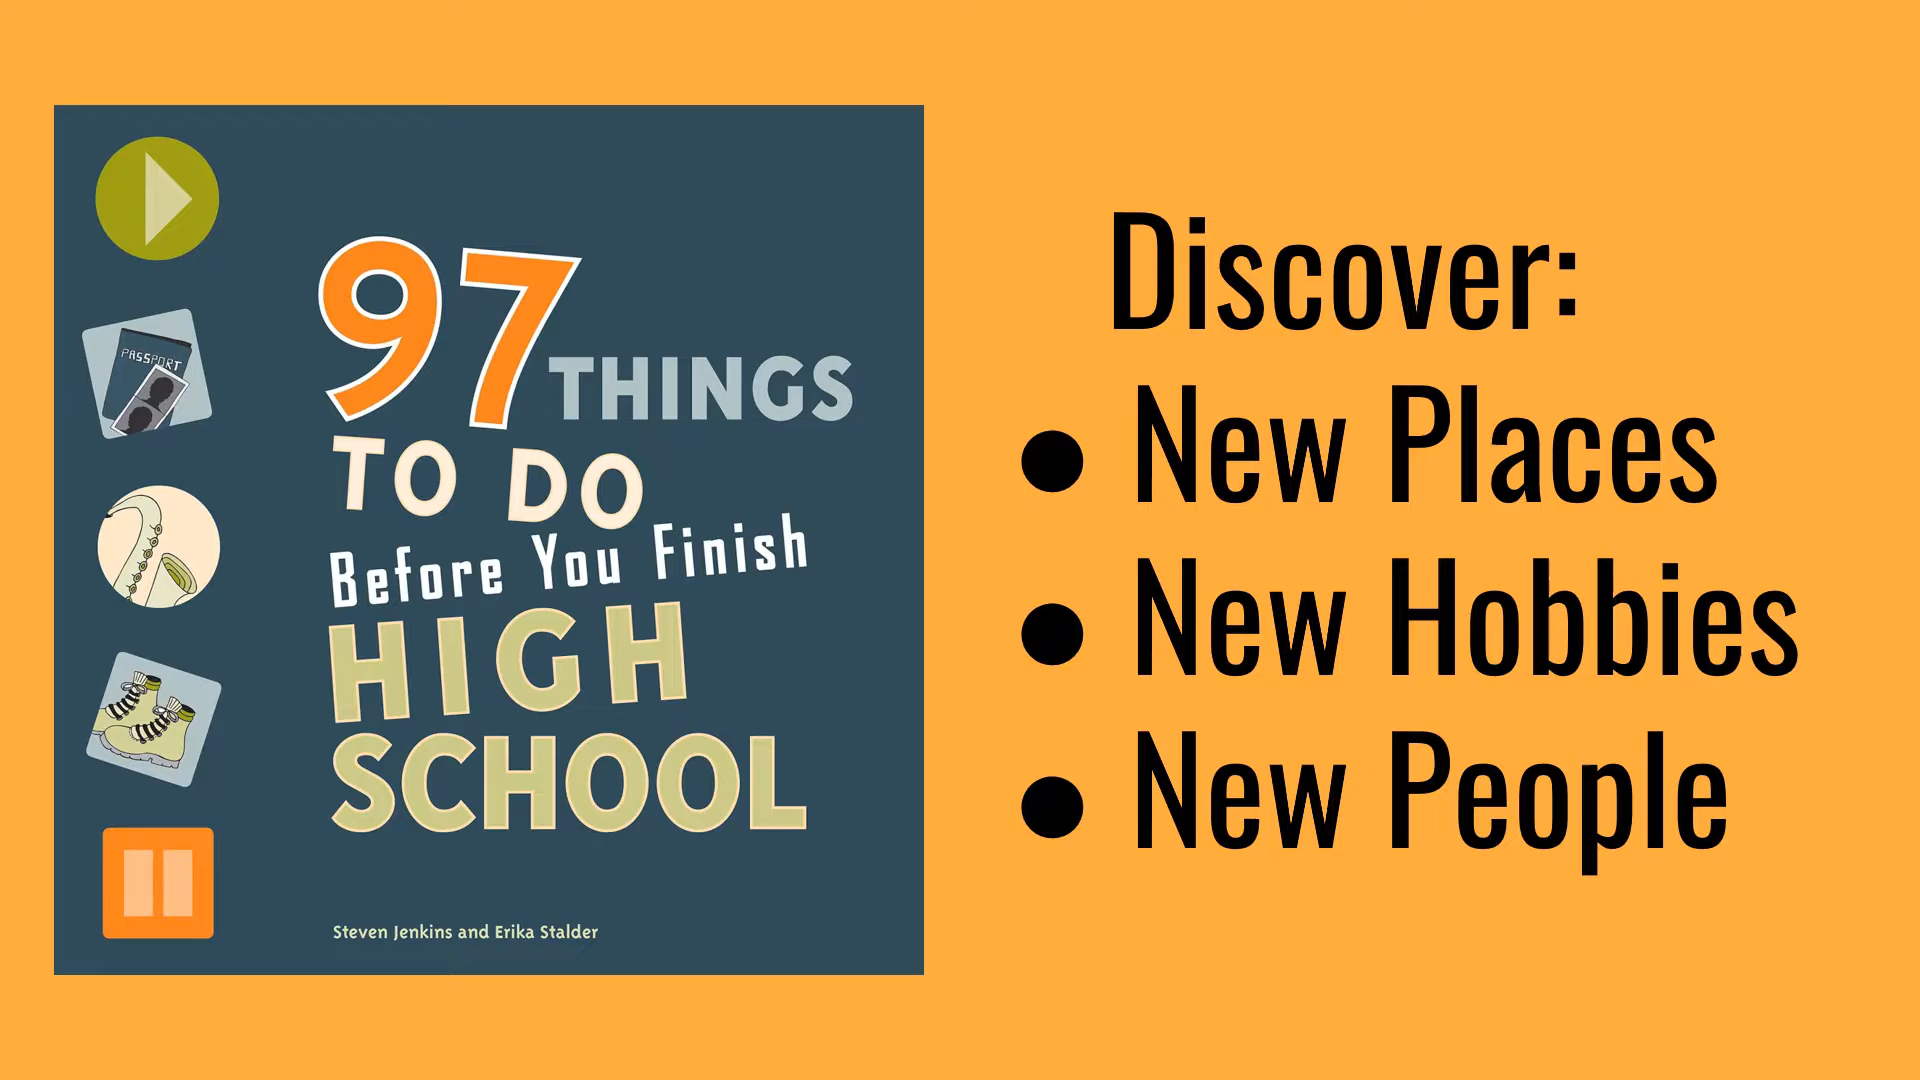 PASSPORT
97 THINGS
TO DO
Before You Finish
HIGH
SCHOOL
Steven Jenkins and Erika Stalder
Discover:
● New Places
● New Hobbies
● New People